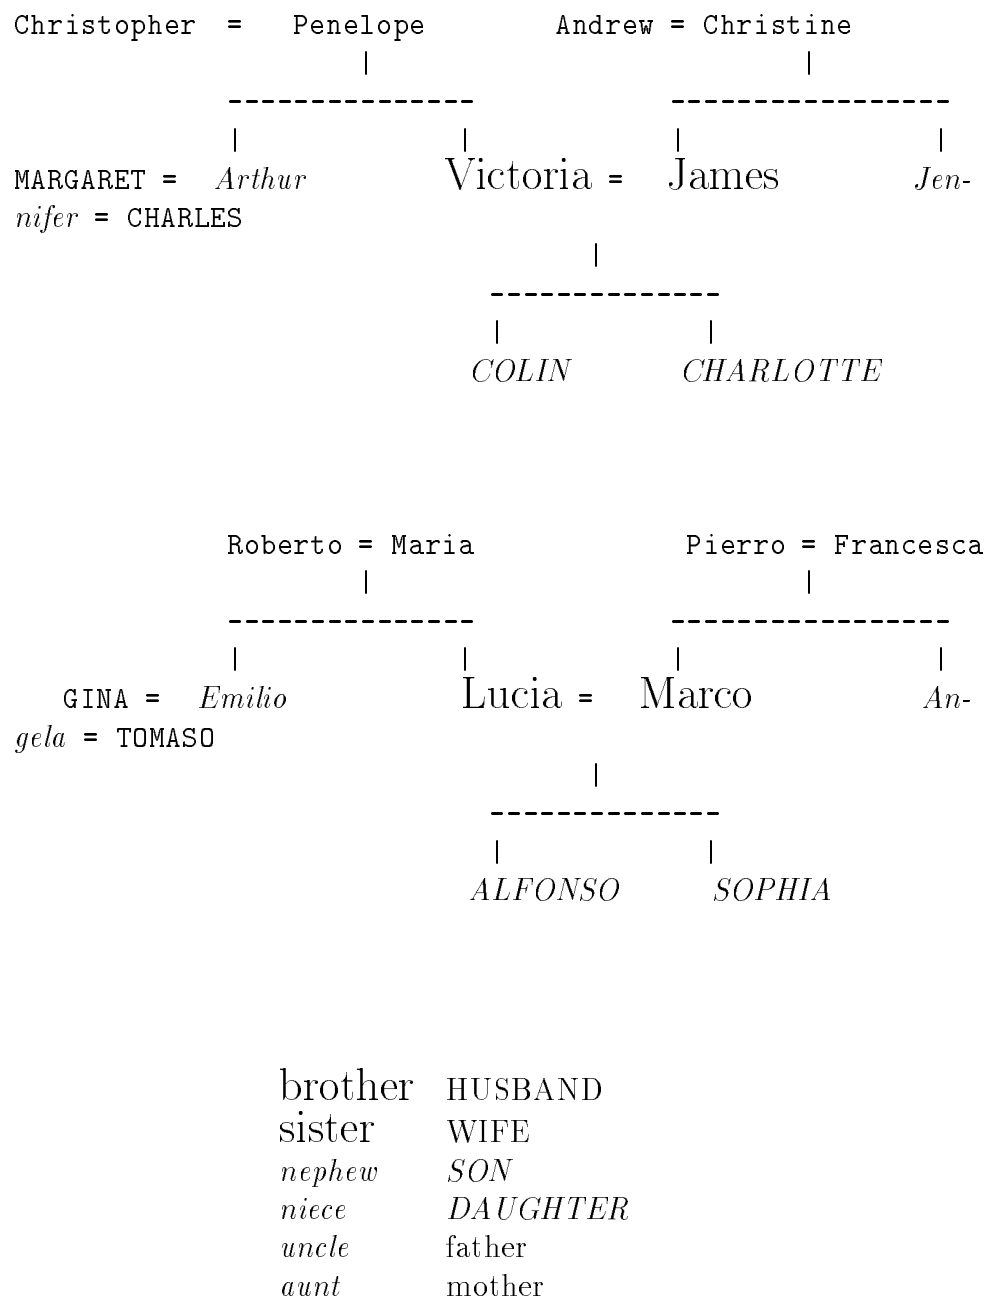 Christopher = Penelope Andrew = Christine
| |
--------------- -----------------
| | | |
MARGARET = Arthur Victoria = James Jen-
nifer = CHARLES
|
--------------
| |
COLIN CHARLOTTE
Roberto = Maria Pierro = Francesca
| |
--------------- -----------------
| | | |
GINA = Emilio Lucia = Marco An-
gela = TOMASO
|
--------------
| |
ALFONSO SOPHIA
brother HUSBAND
sister WIFE
nephew SON
niece DAUGHTER
uncle father
aunt mother